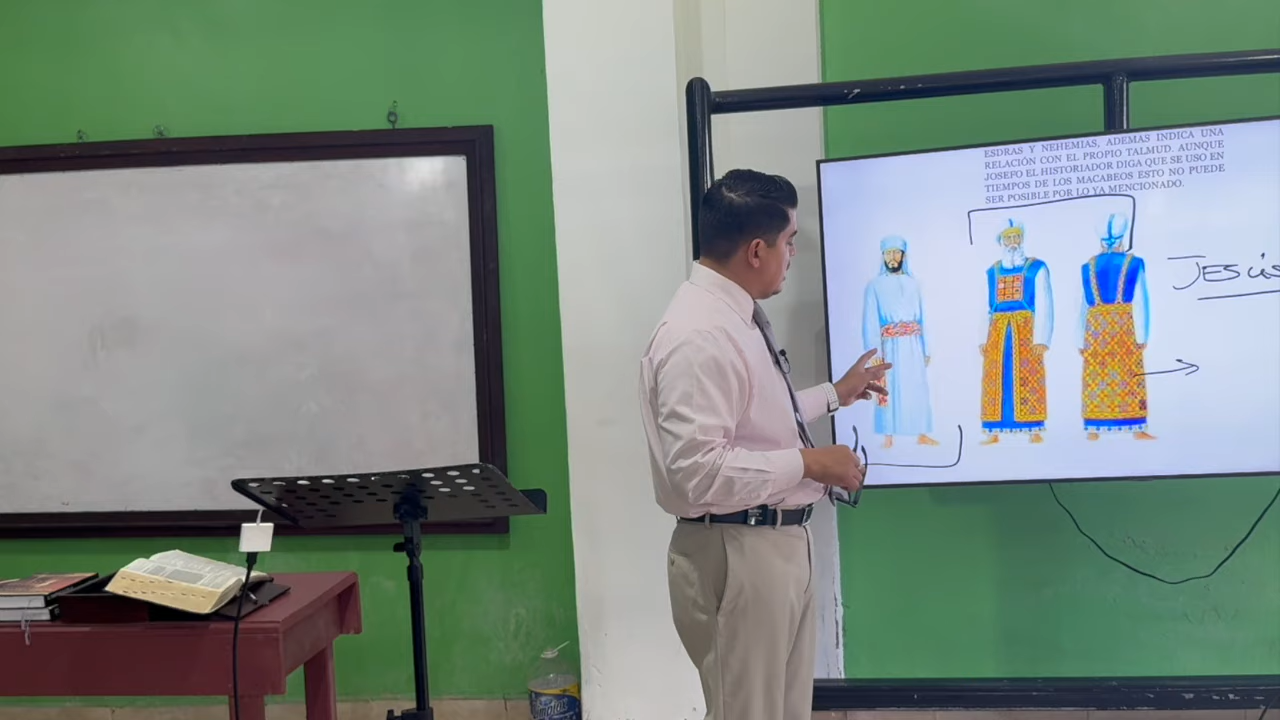 ESDRAS Y NEHEMIAS, ADEMAS INDICA UNA
RELACIÓN CON EL PROPIO TALMUD. AUNQUE
JOSEFO EL HISTORIADOR DIGA QUE SE USO EN
TIEMPOS DE LOS MACABEOS ESTO NO PUEDE
SER POSIBLE POR LO YA MENCIONADO.
JESÚS